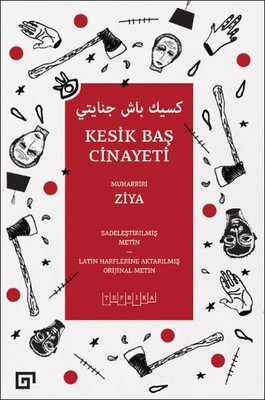 كسيك باش جنايتي
KESİK BAŞ
CİNAYETİ
MUHARRİRİ
ZİYA
SADELEŞTİRİLMİŞ
METİN
LATİN HARFLERİNE AKTARILMIŞ
ORİJİNAL METİN
TEFRİKA